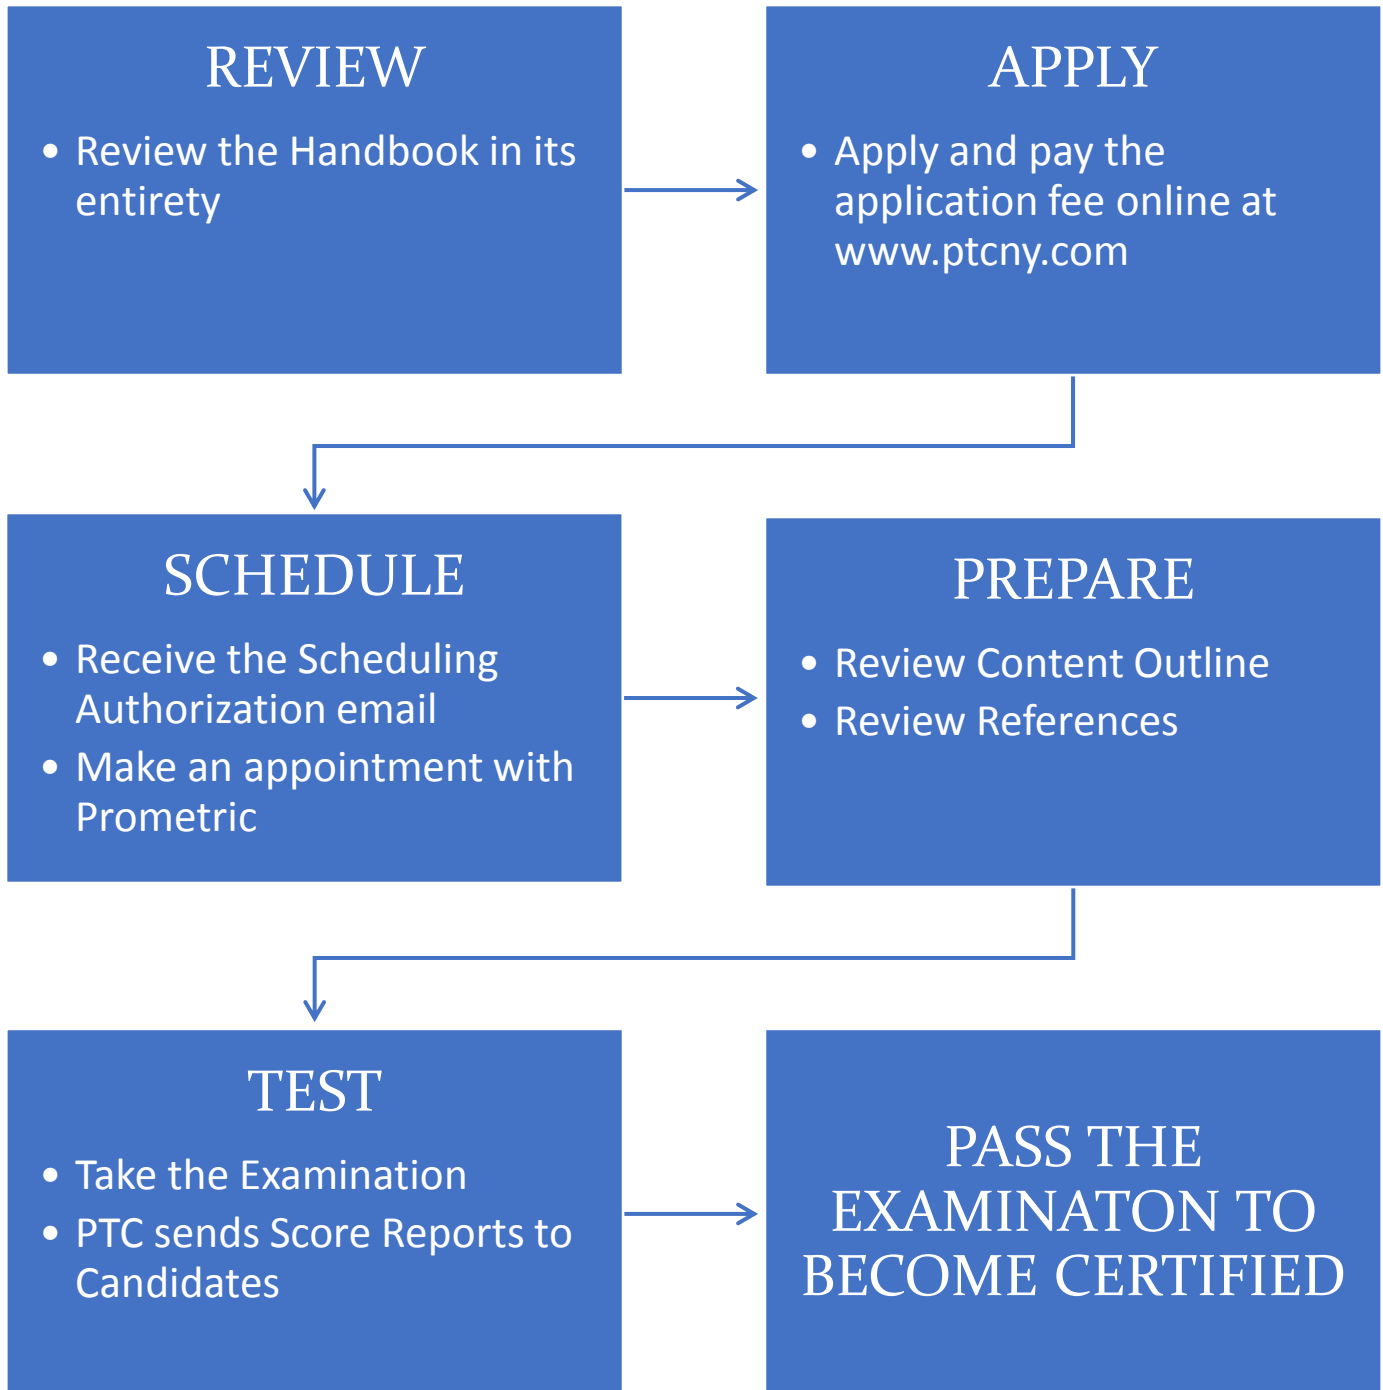 REVIEW
• Review the Handbook in its
entirety
APPLY
• Apply and pay the
application fee online at
www.ptcny.com
SCHEDULE
• Receive the Scheduling
Authorization email
• Make an appointment with
Prometric
PREPARE
• Review Content Outline
• Review References
TEST
• Take the Examination
• PTC sends Score Reports to
Candidates
PASS THE
EXAMINATON TO
BECOME CERTIFIED